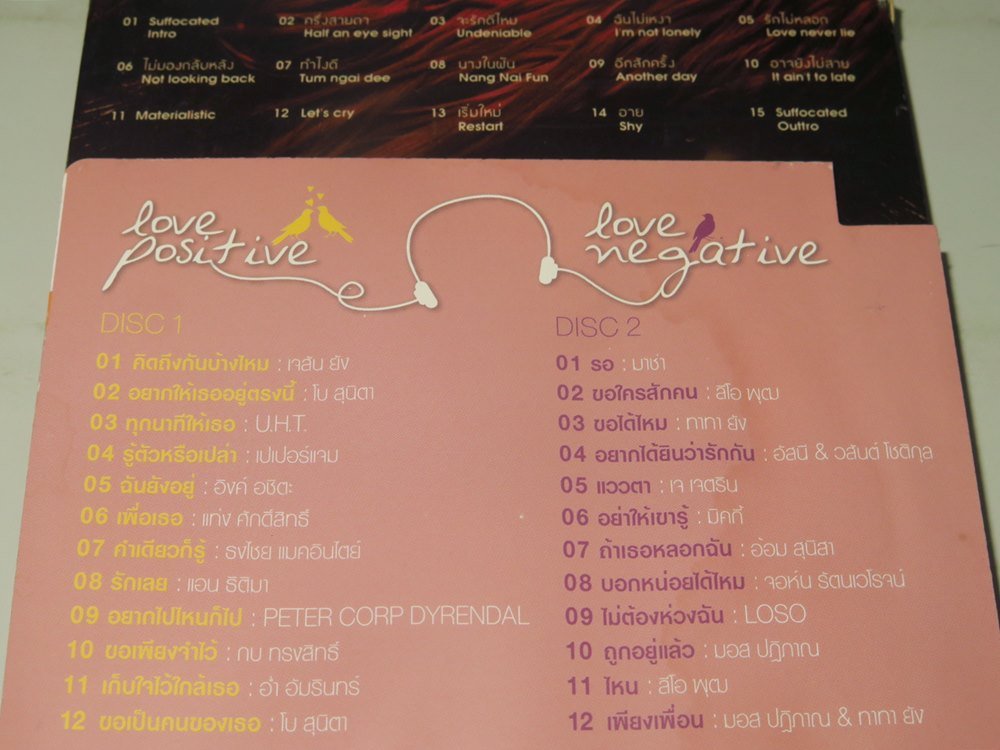 01 Suffocated
Intro
02 ครึ่งสายตา
Half an eye sight
03 จะรักดีไหม
Undeniable
04 ฉันไม่เหงา
I'm not lonely
05 รักไม่หลอก
Love never lie
06 ไม่มองกลับหลัง
Not looking back
07 ทำไงดี
Tum ngai dee
08 นางในฝัน
Nang Nai Fun
09 อีกสักครั้ง
Another day
10 อาจยังไม่สาย
It ain't to late
11 Materialistic
12 Let's cry
13 เริ่มใหม่
Restart
14 อาย
Shy
15 Suffocated
Outtro
love
positive
love
negative
DISC 1
01 คิดถึงกันบ้างไหม : เจสัน ยัง
02 อยากให้เธออยู่ตรงนี้ : โบ สุนิตา
03 ทุกนาทีให้เธอ : U.H.T.
04 รู้ตัวหรือเปล่า : เปเปอร์แจม
05 ฉันยังอยู่ : อิงค์ อชิตะ
06 เพื่อเธอ : แท่ง ศักดิ์สิทธิ์
07 คำเดียวก็รู้ : ธงไชย แมคอินไตย์
08 รักเลย : แอน ธิติมา
09 อยากไปไหนก็ไป : PETER CORP DYRENDAL
10 ขอเพียงจำไว้ : กบ ทรงสิทธิ์
11 เก็บใจไว้ใกล้เธอ : อ่ำ อัมรินทร์
12 ขอเป็นคนของเธอ : โบ สุนิตา
DISC 2
01 รอ : มาช่า
02 ขอใครสักคน : ลีโอ พุฒ
03 ขอได้ไหม : ทาทา ยัง
04 อยากได้ยินว่ารักกัน : อัสนี & วสันต์ โชติกุล
05 แววตา : เจ เจตริน
06 อย่าให้เขารู้ : มิคกี้
07 ถ้าเธอหลอกฉัน : อ้อม สุนิสา
08 บอกหน่อยได้ไหม : จอห์น รัตนเวโรจน์
09 ไม่ต้องห่วงฉัน : LOSO
10 ถูกอยู่แล้ว : มอส ปฏิภาณ
11 ไหน : ลีโอ พุฒ
12 เพียงเพื่อน : มอส ปฏิภาณ & ทาทา ยัง